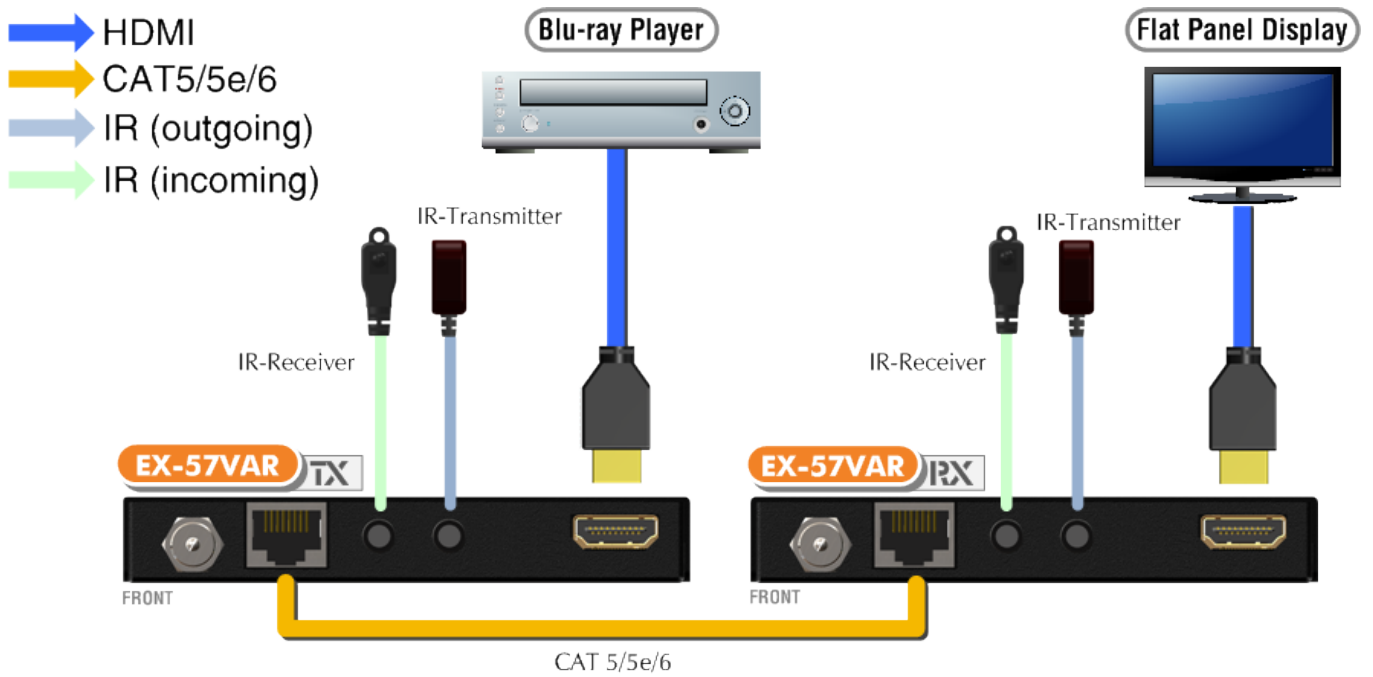 HDMI
CAT5/5e/6
IR (outgoing)
IR (incoming)
Blu-ray Player
Flat Panel Display
IR-Transmitter
IR-Receiver
IR-Transmitter
IR-Receiver
EX-57VAR TX
EX-57VAR RX
FRONT
FRONT
CAT 5/5e/6